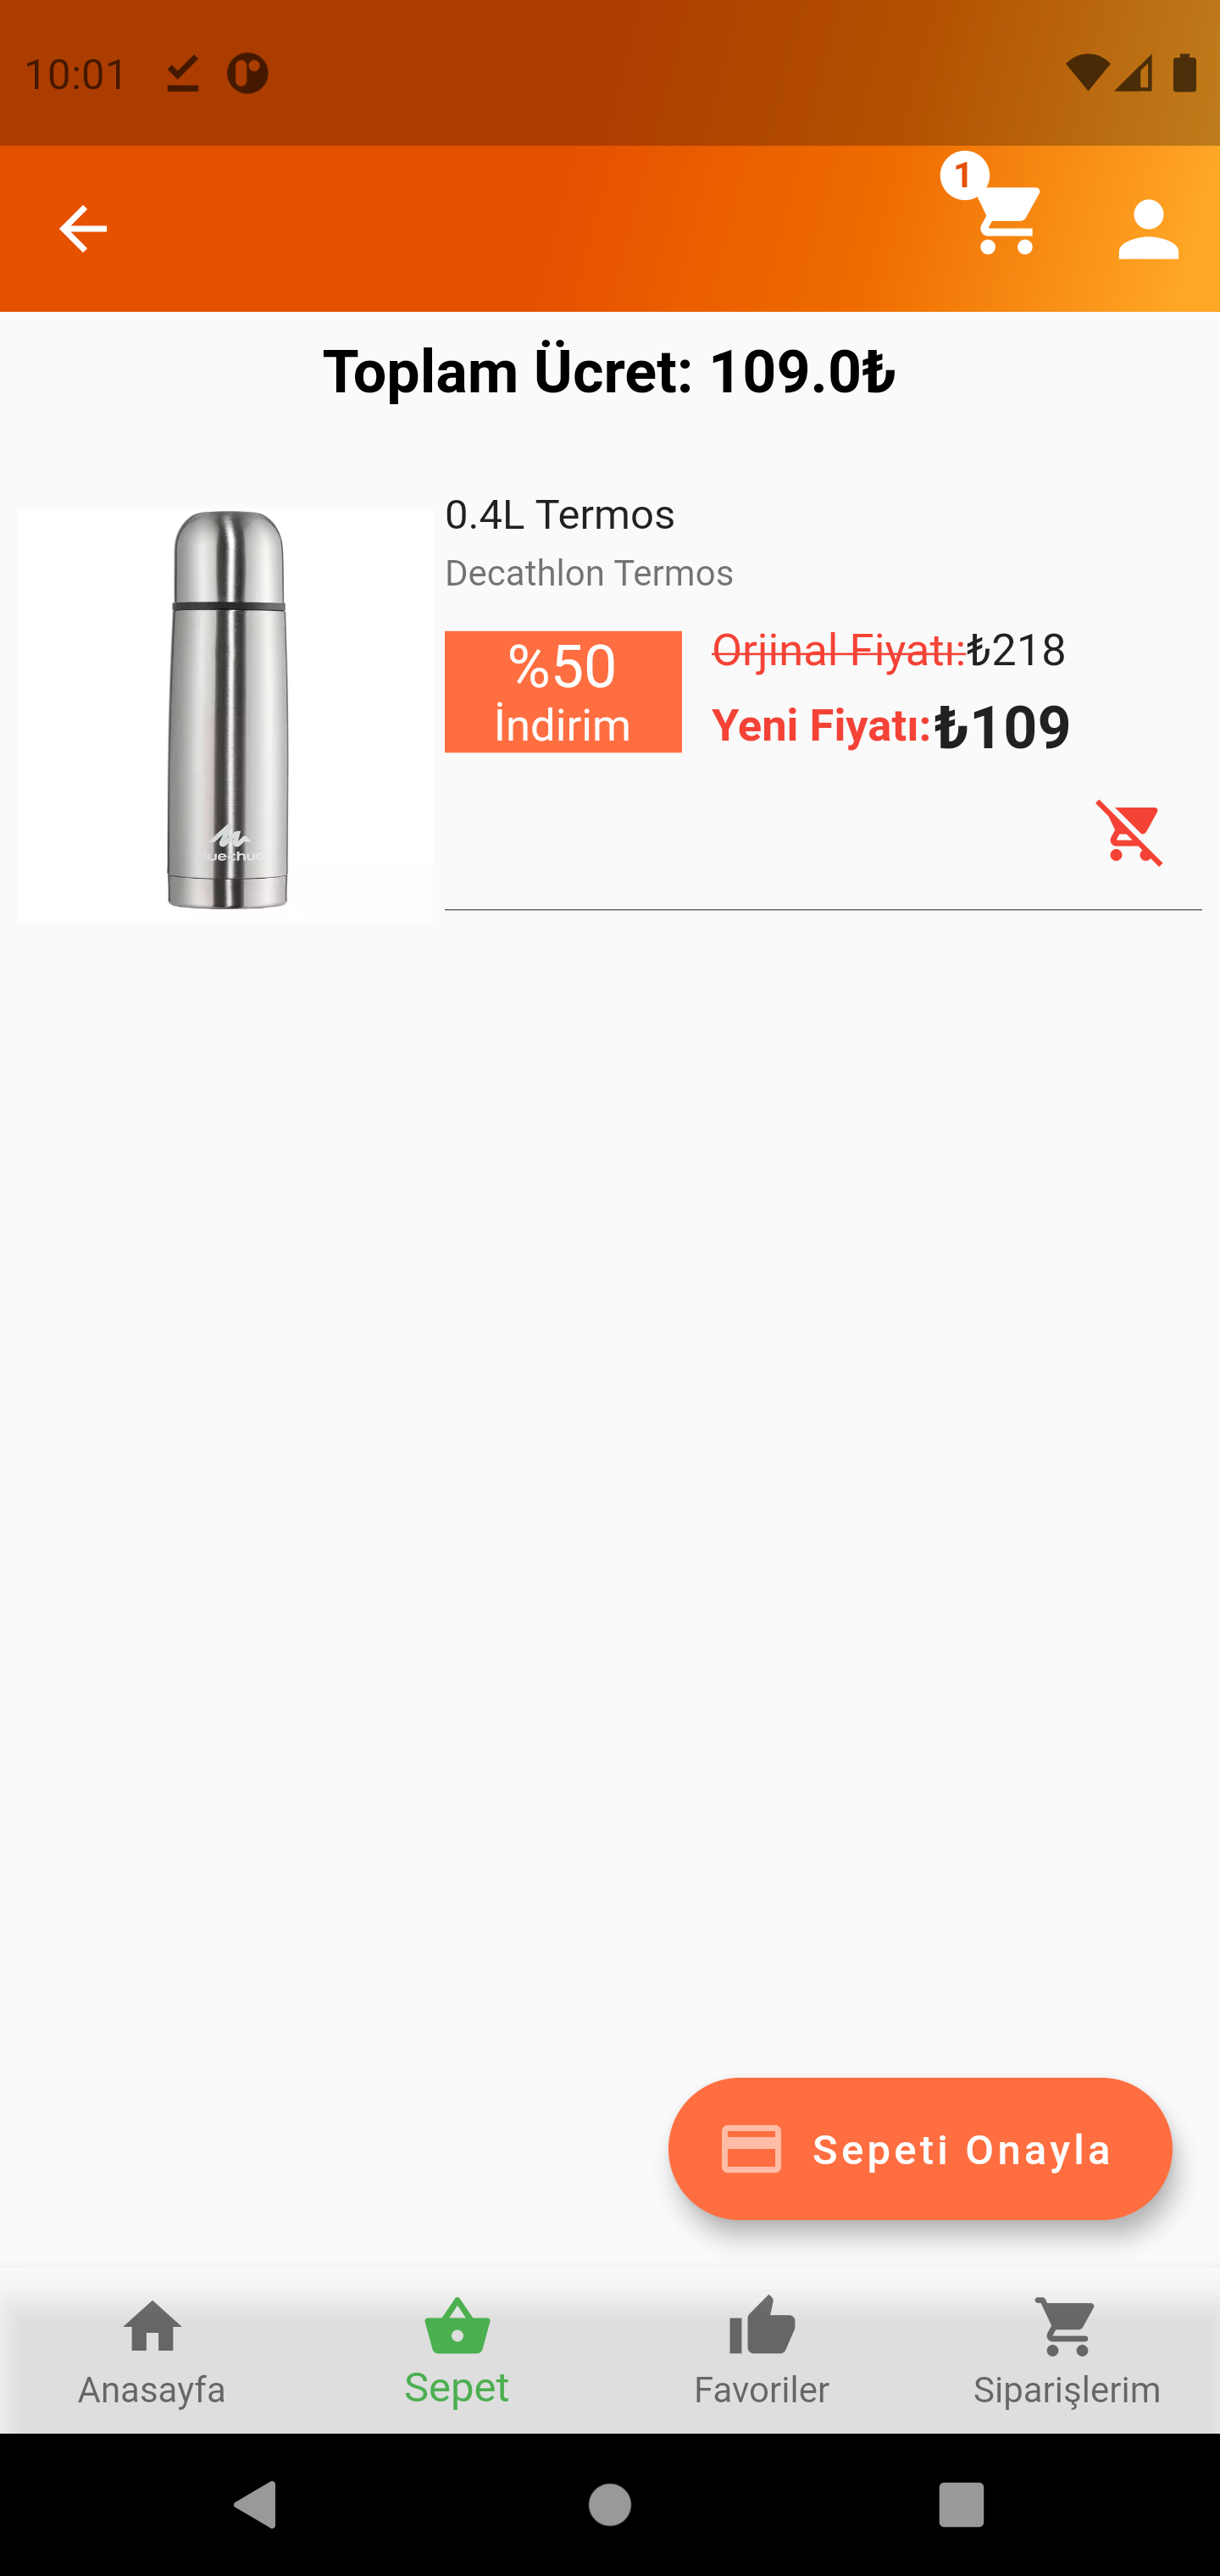 10:01
1
Toplam Ücret: 109.0₺
0.4L Termos
Decathlon Termos
%50
İndirim
Orjinal Fiyatı:₺218
Yeni Fiyatı:₺109
Sepeti Onayla
Anasayfa
Sepet
Favoriler
Siparişlerim